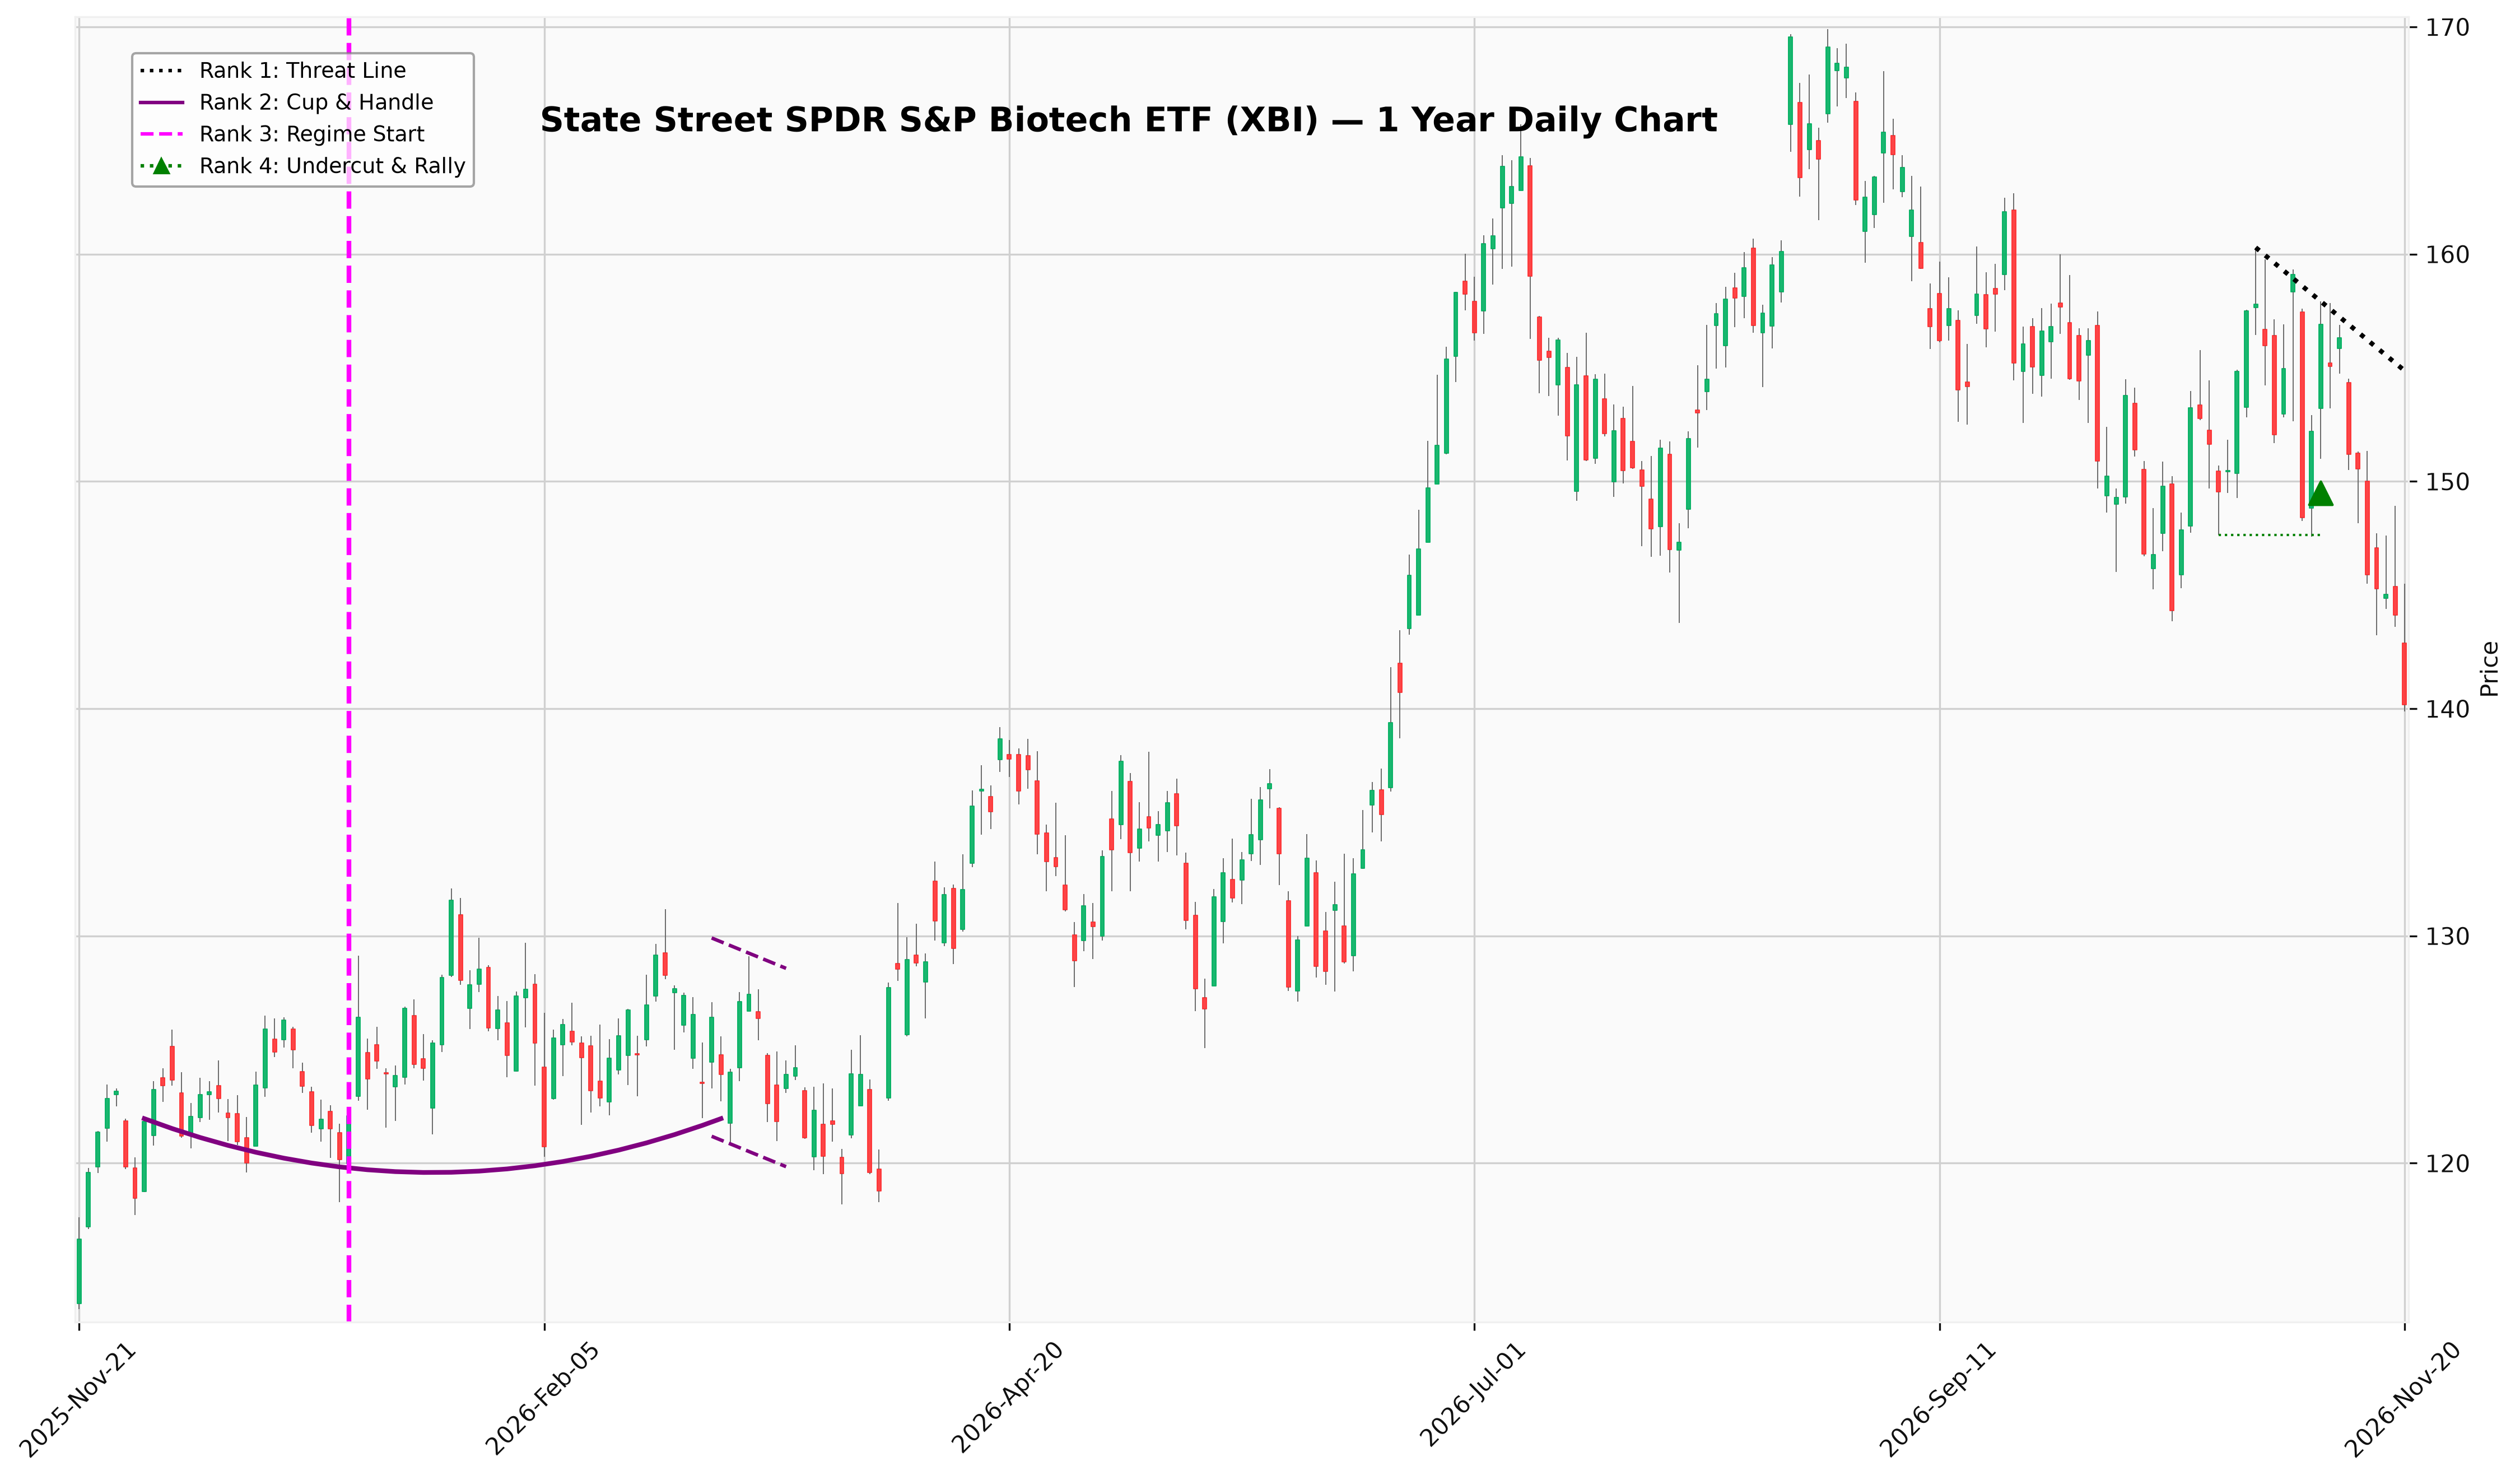 Rank 1: Threat Line
Rank 2: Cup & Handle
Rank 3: Regime Start
Rank 4: Undercut & Rally
State Street SPDR S&P Biotech ETF (XBI) — 1 Year Daily Chart
170
160
150
140
130
120
Price
2025-Nov-21
2026-Feb-05
2026-Apr-20
2026-Jul-01
2026-Sep-11
2026-Nov-20